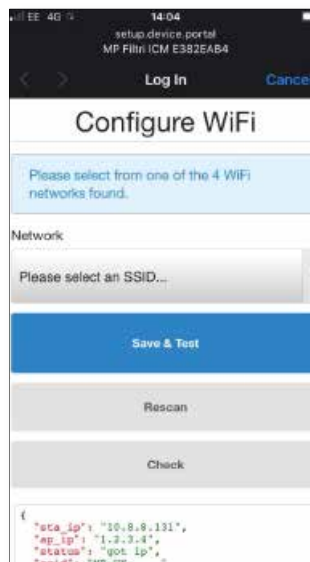 EE 4G 14:04
setup.device.portal
MP Filtri ICM E382EAB4
Log In Cancel
Configure WiFi
Please select from one of the 4 WiFi
networks found.
Network
Please select an SSID...
Save & Test
Rescan
Check
{
"sta_ip": "10.8.8.131",
"ap_ip": "1.2.3.4",
"status": "got ip",